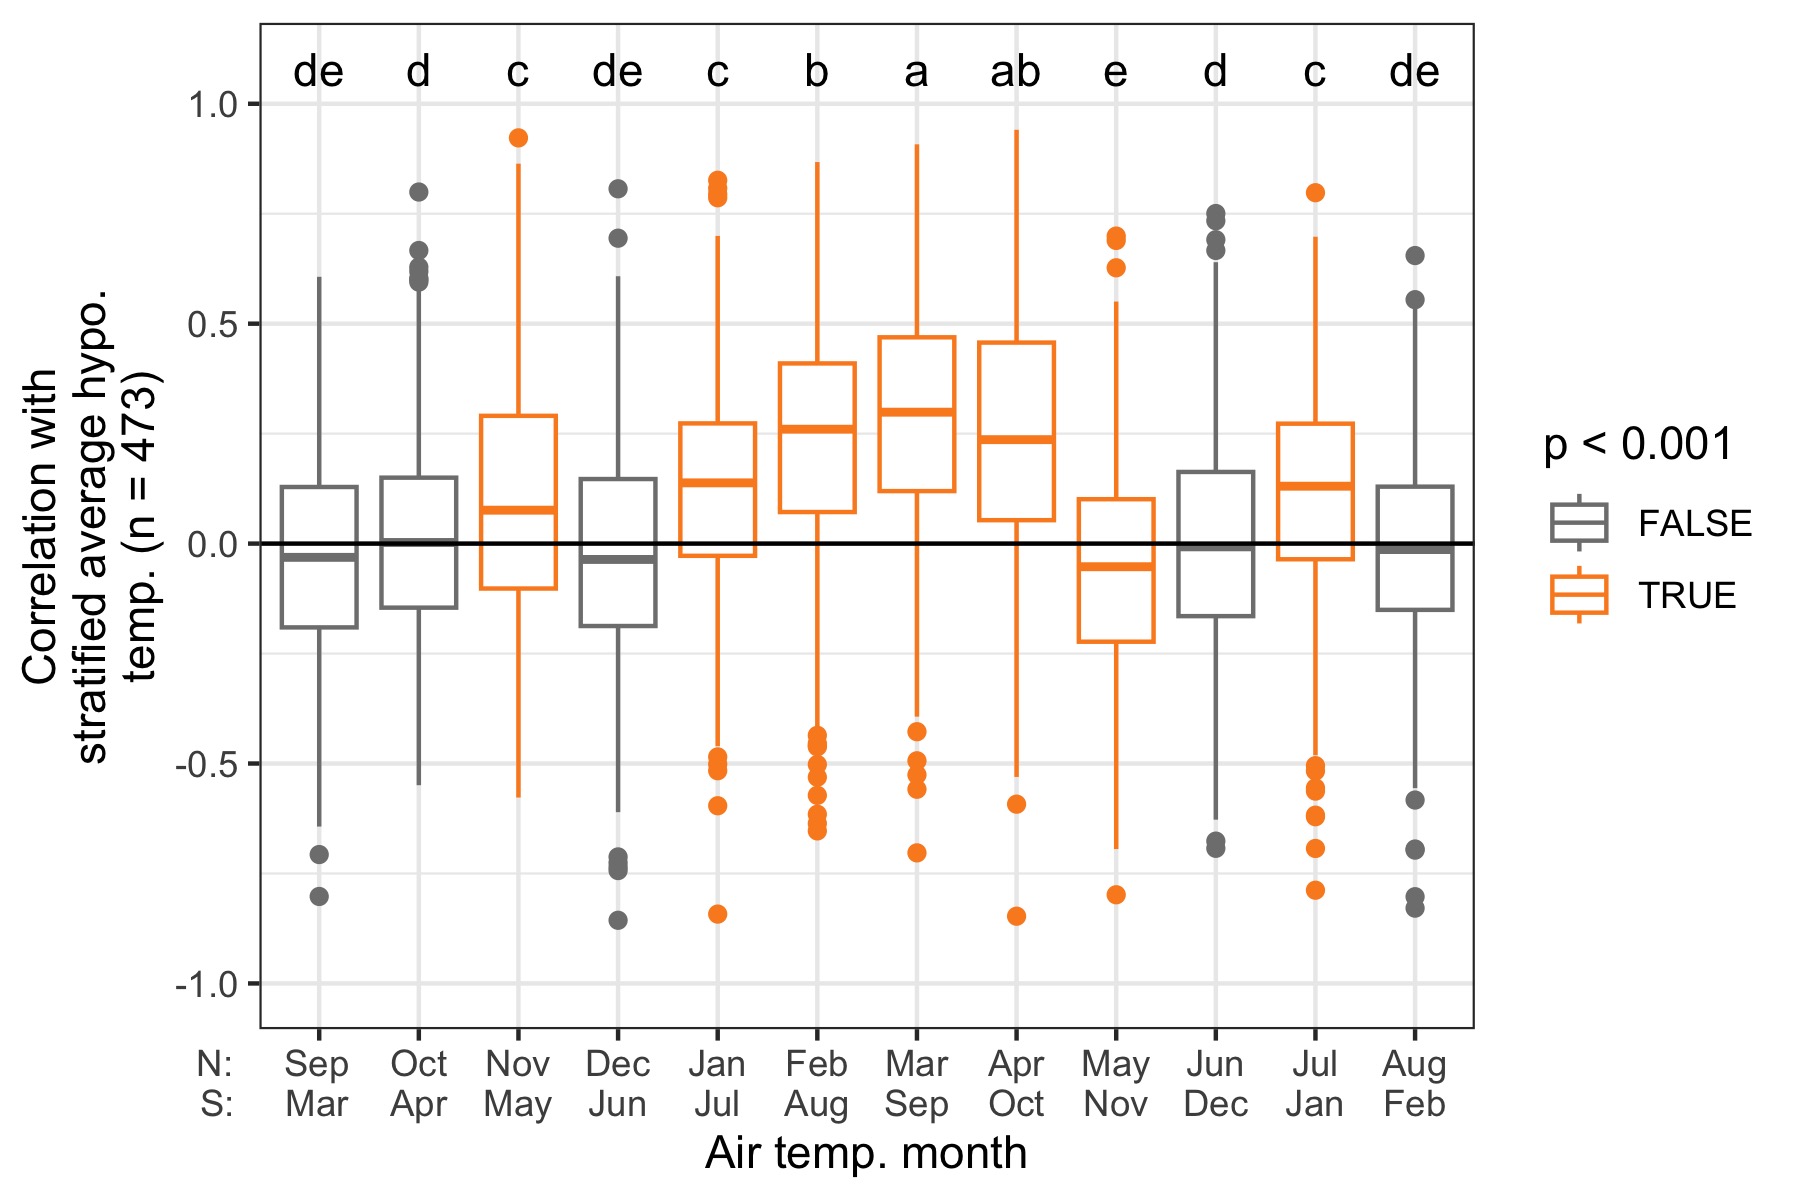 de d c de c b a ab e d c de
1.0
0.5
0.0
-0.5
-1.0
Correlation with
stratified average hypo.
temp. (n = 473)
N: Sep Oct Nov Dec Jan Feb Mar Apr May Jun Jul Aug
S: Mar Apr May Jun Jul Aug Sep Oct Nov Dec Jan Feb
Air temp. month
p < 0.001
FALSE
TRUE